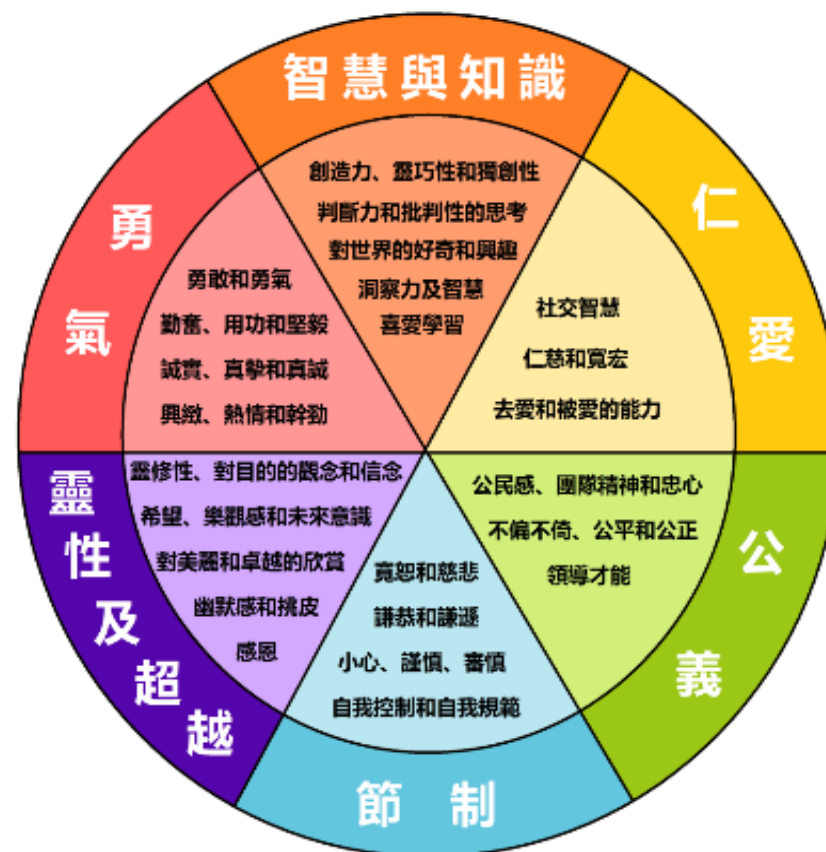 智慧與知識
創造力、靈巧性和獨創性
判斷力和批判性的思考
對世界的好奇和興趣
洞察力及智慧
喜愛學習
仁愛
社交智慧
仁慈和寬宏
去愛和被愛的能力
公義
公民感、團隊精神和忠心
不偏不倚、公平和公正
領導才能
節制
寬恕和慈悲
謙恭和謙遜
小心、謹慎、審慎
自我控制和自我規範
靈性及超越
靈修性、對目的的觀念和信念
希望、樂觀感和未來意識
對美麗和卓越的欣賞
幽默感和挑皮
感恩
勇氣
勇敢和勇氣
勤奮、用功和堅毅
誠實、真摯和真誠
興緻、熱情和幹勁